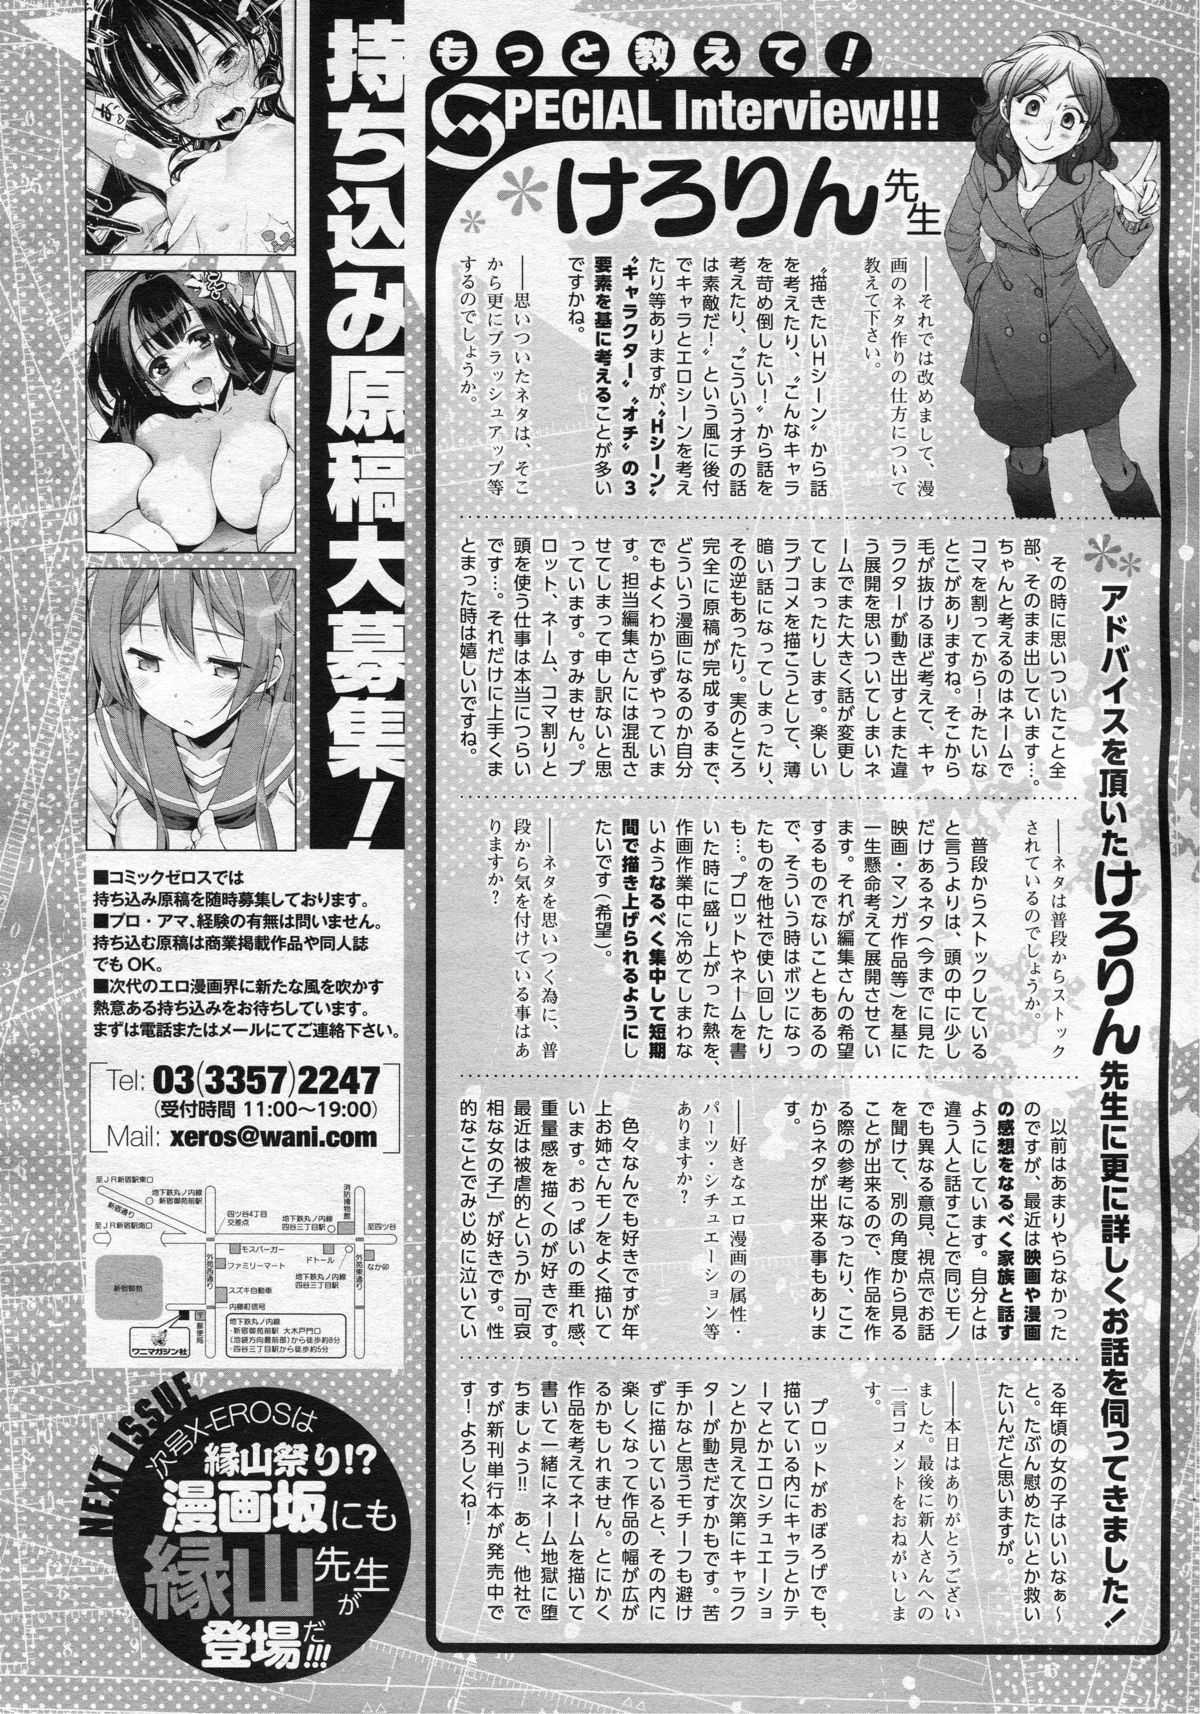 もっと教えて!
SPECIAL Interview!!!
けろりん先生
アドバイスを頂いたけろりん先生に更に詳しくお話を伺ってきました!
――それでは改めまして、漫
画のネタ作りの仕方について
教えて下さい。
〝描きたいHシーン〟から話
を考えたり、〝こんなキャラ
を苛め倒したい!〟から話を
考えたり、〝こういうオチの話
は素敵だ!〟という風に後付
でキャラとエロシーンを考え
たり等ありますが、〝Hシーン〟
〝キャラクター〟〝オチ〟の3
要素を基に考えることが多い
ですかね。
――思いついたネタは、そこ
から更にブラッシュアップ等
するのでしょうか。
その時に思いついたこと全
部、そのまま出しています…。
ちゃんと考えるのはネームで
コマを割ってから!みたいな
とこがありますね。そこから
毛が抜けるほど考えて、キャ
ラクターが動き出すとまた違
う展開を思いついてしまいネ
ームでまた大きく話が変更し
てしまったりします。楽しい
ラブコメを描こうとして、薄
暗い話になってしまったり、
その逆もあったり。実のところ
完全に原稿が完成するまで、
どういう漫画になるのか自分
でもよくわからずやっていま
す。担当編集さんには混乱さ
せてしまって申し訳ないと思
っています。すみません。プ
ロット、ネーム、コマ割りと
頭を使う仕事は本当につらい
です…。それだけに上手くま
とまった時は嬉しいですね。
――ネタは普段からストック
されているのでしょうか。
普段からストックしている
と言うよりは、頭の中に少し
だけあるネタ(今までに見た
映画・マンガ作品等)を基に
一生懸命考えて展開させてい
ます。それが編集さんの希望
するものでないこともあるの
で、そういう時はボツになっ
たものを他社で使い回したり
も…。プロットやネームを書
いた時に盛り上がった熱を、
作画作業中に冷めてしまわな
いようなるべく集中して短期
間で描き上げられるようにし
たいです(希望)。
――ネタを思いつく為に、普
段から気を付けている事はあ
りますか?
以前はあまりやらなかった
のですが、最近は映画や漫画
の感想をなるべく家族と話す
ようにしています。自分とは
違う人と話すことで同じモノ
でも異なる意見、視点でお話
を聞けて、別の角度から見る
ことが出来るので、作品を作
る際の参考になったり、ここ
からネタが出来る事もありま
す。
――好きなエロ漫画の属性・
パーツ・シチュエーション等
ありますか?
色々なんでも好きですが年
上お姉さんモノをよく描いて
います。おっぱいの垂れ感、
重量感を描くのが好きです。
最近は被虐的というか「可哀
相な女の子」が好きです。性
的なことでみじめに泣いてい
る年頃の女の子はいいなぁ~
と。たぶん慰めたいとか救い
たいんだと思いますが。
――本日はありがとうござい
ました。最後に新人さんへの
一言コメントをおねがいしま
す。
プロットがおぼろげでも、
描いている内にキャラとかテ
ーマとかエロシチュエーショ
ンとか見えて次第にキャラク
ターが動きだすかもです。苦
手かなと思うモチーフも避け
ずに描いていると、その内に
楽しくなって作品の幅が広が
るかもしれません。とにかく
作品を考えてネームを描いて
書いて一緒にネーム地獄に堕
ちましょう!!あと、他社で
すが新刊単行本が発売中で
す!よろしくね!
持ち込み原稿大募集!
■コミックゼロスでは
持ち込み原稿を随時募集しております。
■プロ・アマ、経験の有無は問いません。
持ち込む原稿は商業掲載作品や同人誌
でもOK。
■次代のエロ漫画界に新たな風を吹かす
熱意ある持ち込みをお待ちしています。
まずは電話またはメールにてご連絡下さい。
Tel: 03(3357)2247
(受付時間 11:00~19:00)
Mail: xeros@wani.com
至JR新宿駅東口
地下鉄丸ノ内線
新宿御苑前駅
新宿通り
至JR新宿駅南口
四ツ谷4丁目
交差点
消防博物館
地下鉄丸ノ内線
四谷三丁目駅
至四ツ谷
モスバーガー
ドトール
ファミリーマート
地下鉄丸ノ内線
四谷三丁目駅
なか卯
外苑西通り
外苑東通り
スズキ自動車
内藤町信号
新宿御苑
至郵便局
ワニマガジン社
地下鉄丸ノ内線
・新宿御苑前駅 大木戸門口
(池袋方向最前部)から徒歩約8分
・四谷三丁目駅から徒歩約5分
NEXT ISSUE
次号X-EROSは
縁山祭り!?
漫画坂にも
縁山先生が
登場だ!!!